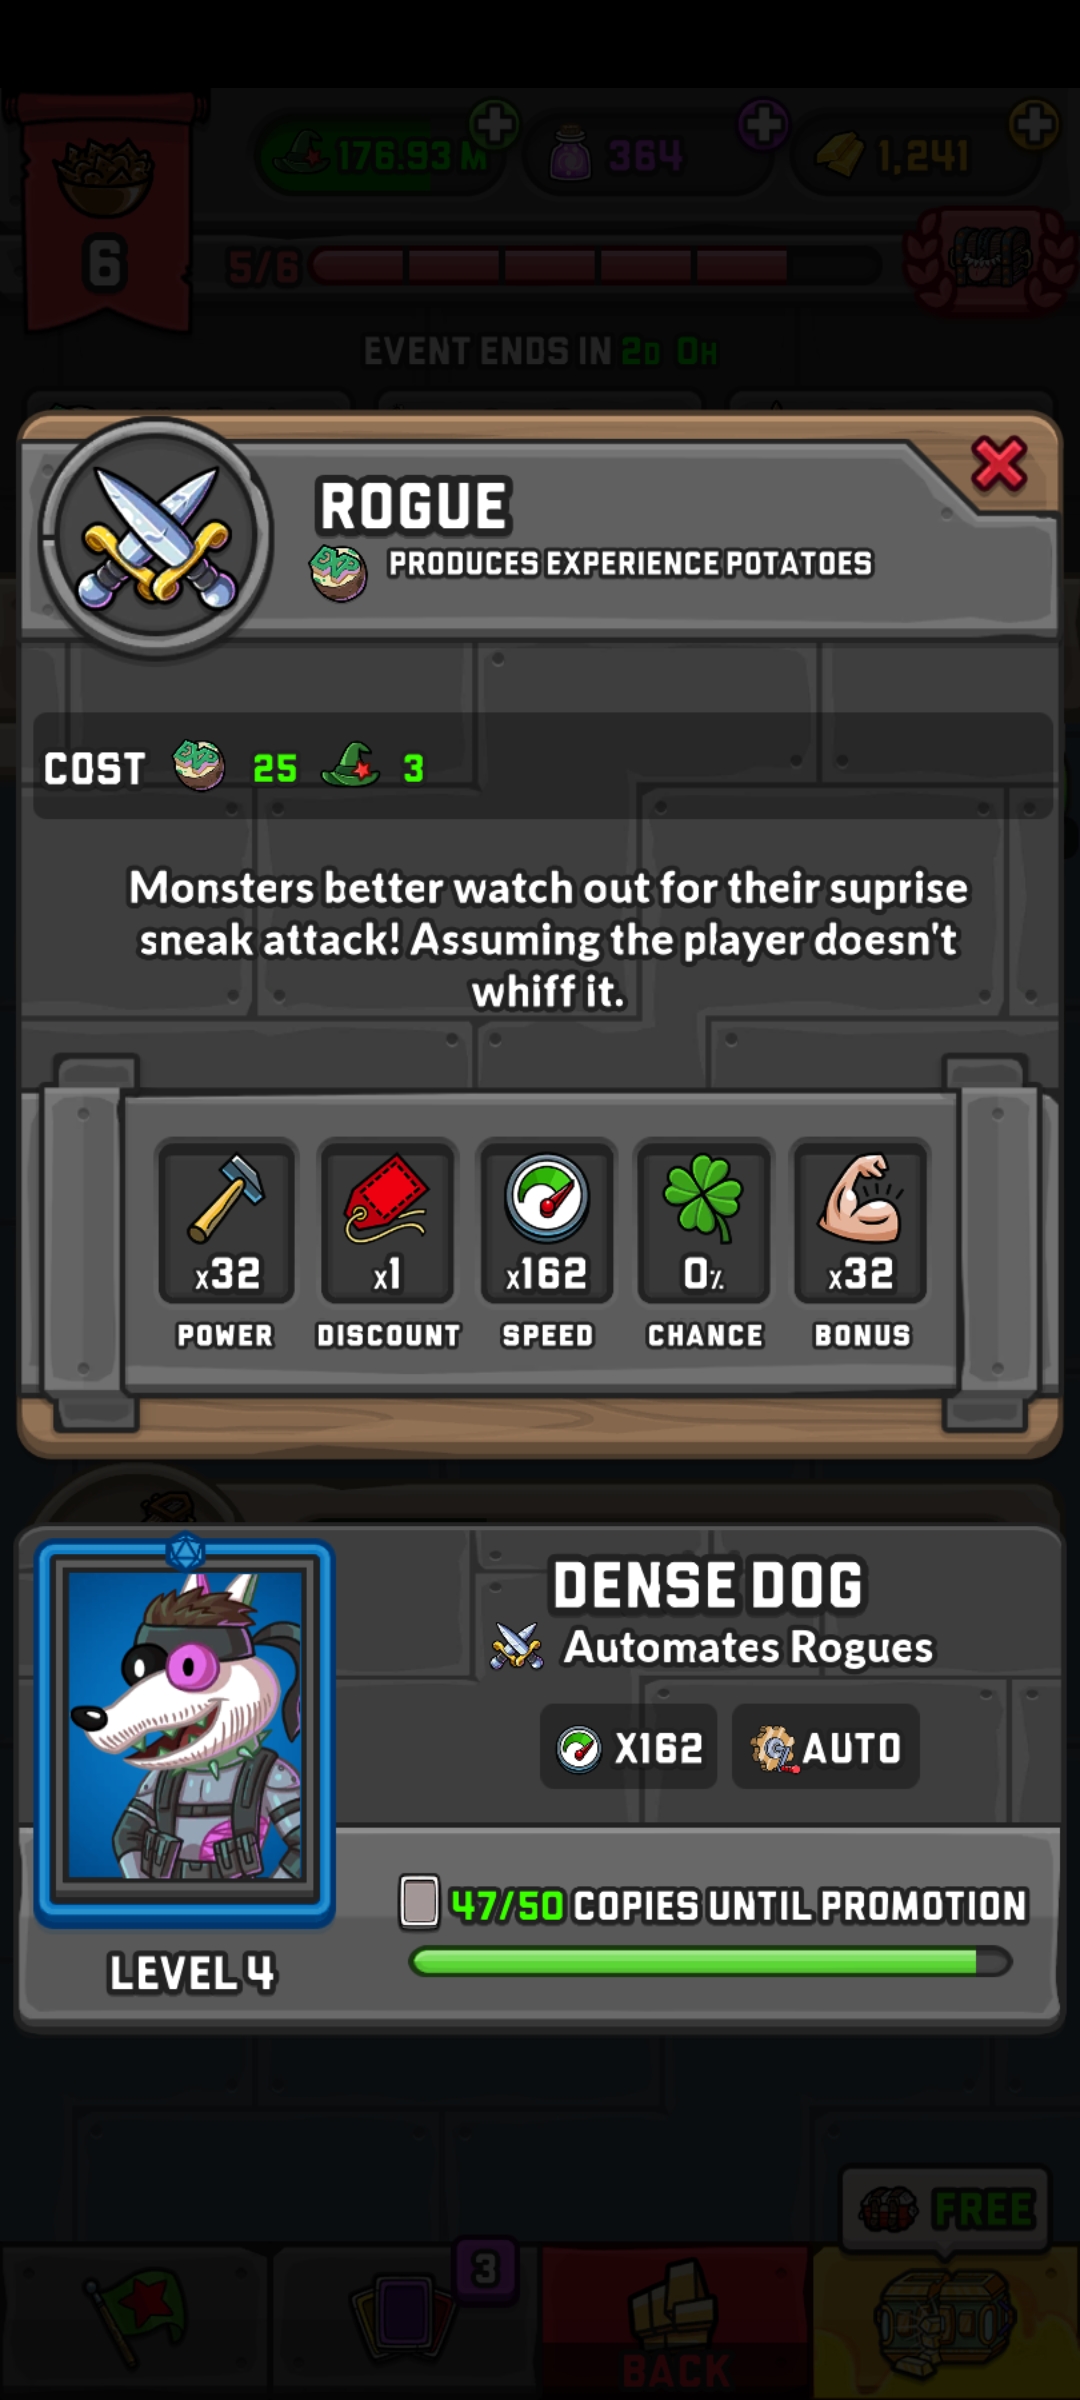 176.93 M
364
1,241
6
5/6
EVENT ENDS IN 2D 0H
ROGUE
EXP
PRODUCES EXPERIENCE POTATOES
COST
EXP
25
3
Monsters better watch out for their suprise
sneak attack! Assuming the player doesn't
whiff it.
x32
x1
x162
0%
x32
POWER
DISCOUNT
SPEED
CHANCE
BONUS
DENSE DOG
Automates Rogues
X162
AUTO
47/50 COPIES UNTIL PROMOTION
LEVEL 4
FREE
3
BACK